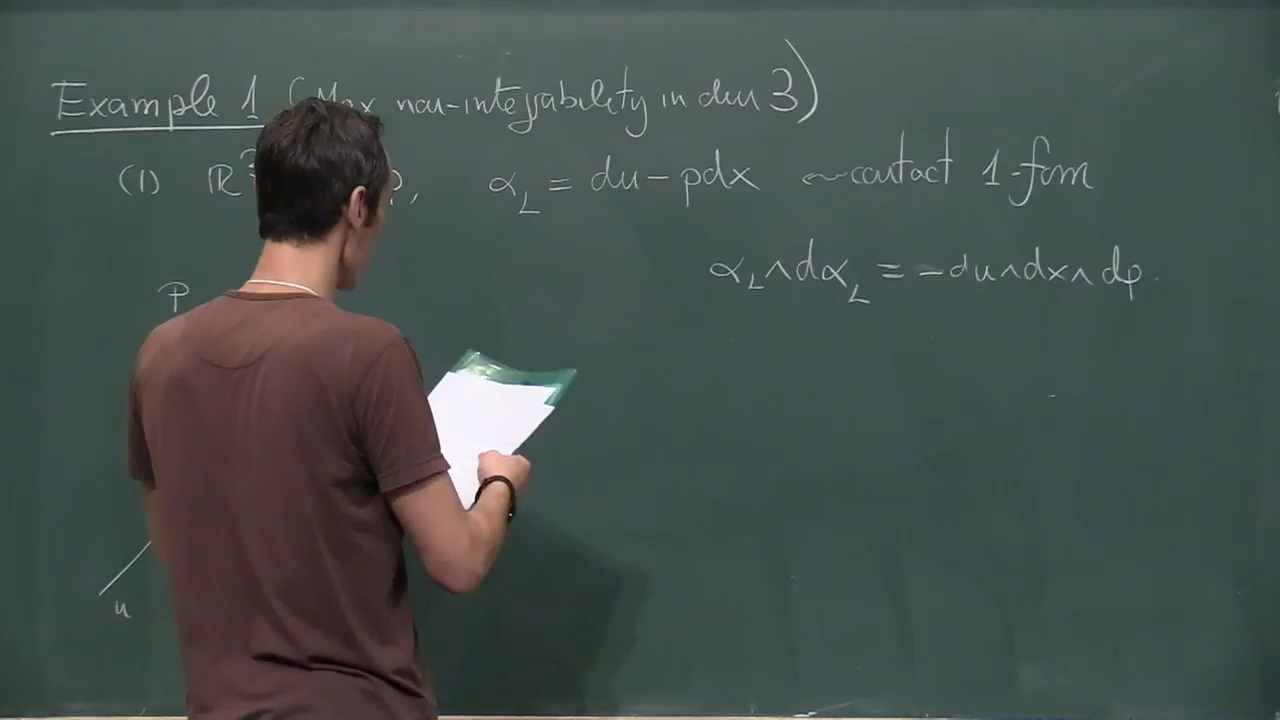 Example 1 (Max non-integrability in dim 3)
(1) ℝ³ p, α_L = du - pdx ~ contact 1-form
α_L ∧ dα_L = -du∧dx∧dp.
p
u